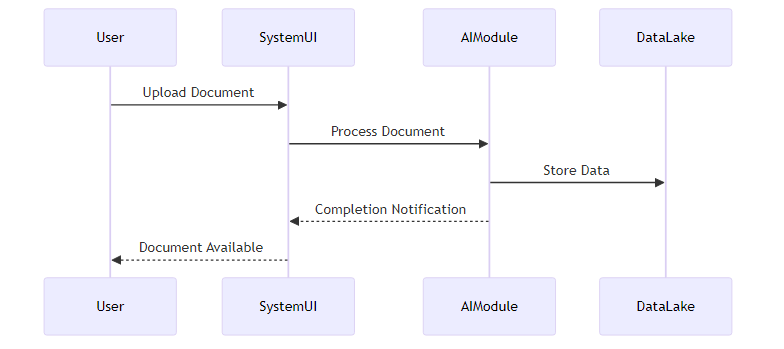 User
SystemUI
AIModule
DataLake
Upload Document
Process Document
Store Data
Completion Notification
Document Available
User
SystemUI
AIModule
DataLake